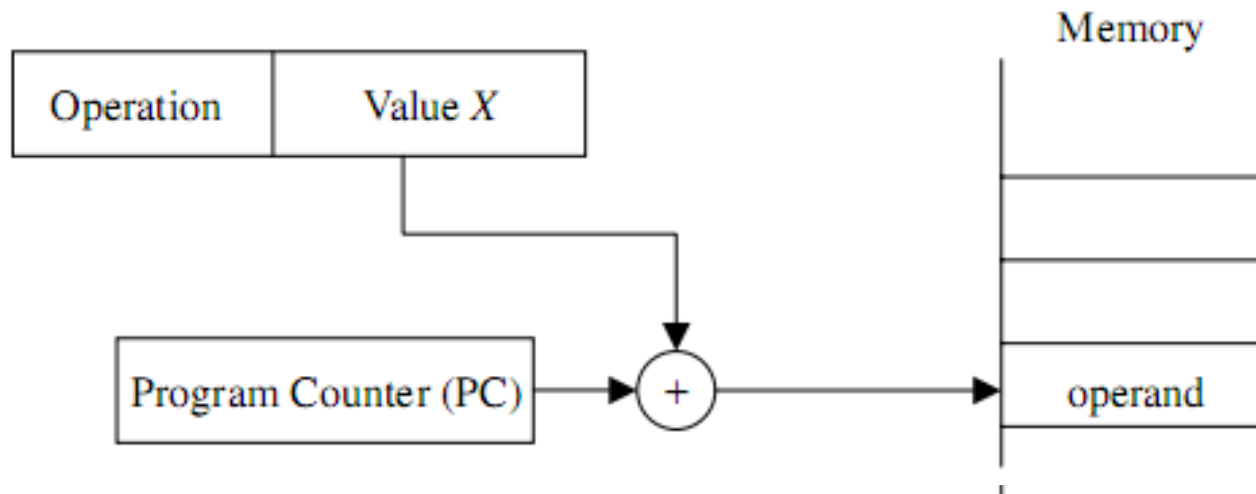 Memory
Operation
Value X
Program Counter (PC)
+
operand